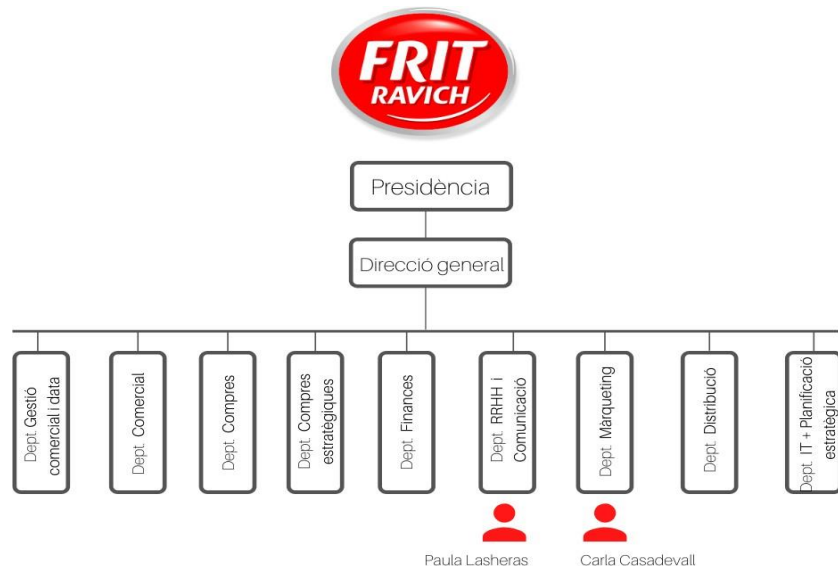 FRIT
RAVICH
Presidència
Direcció general
Dept. Gestió
comercial i data
Dept. Comercial
Dept. Compres
Dept. Compres
estratègiques
Dept. Finances
Dept. RRHH i
Comunicació
Dept. Màrqueting
Dept. Distribució
Dept. IT + Planificació
estratègica
Paula Lasheras
Carla Casadevall